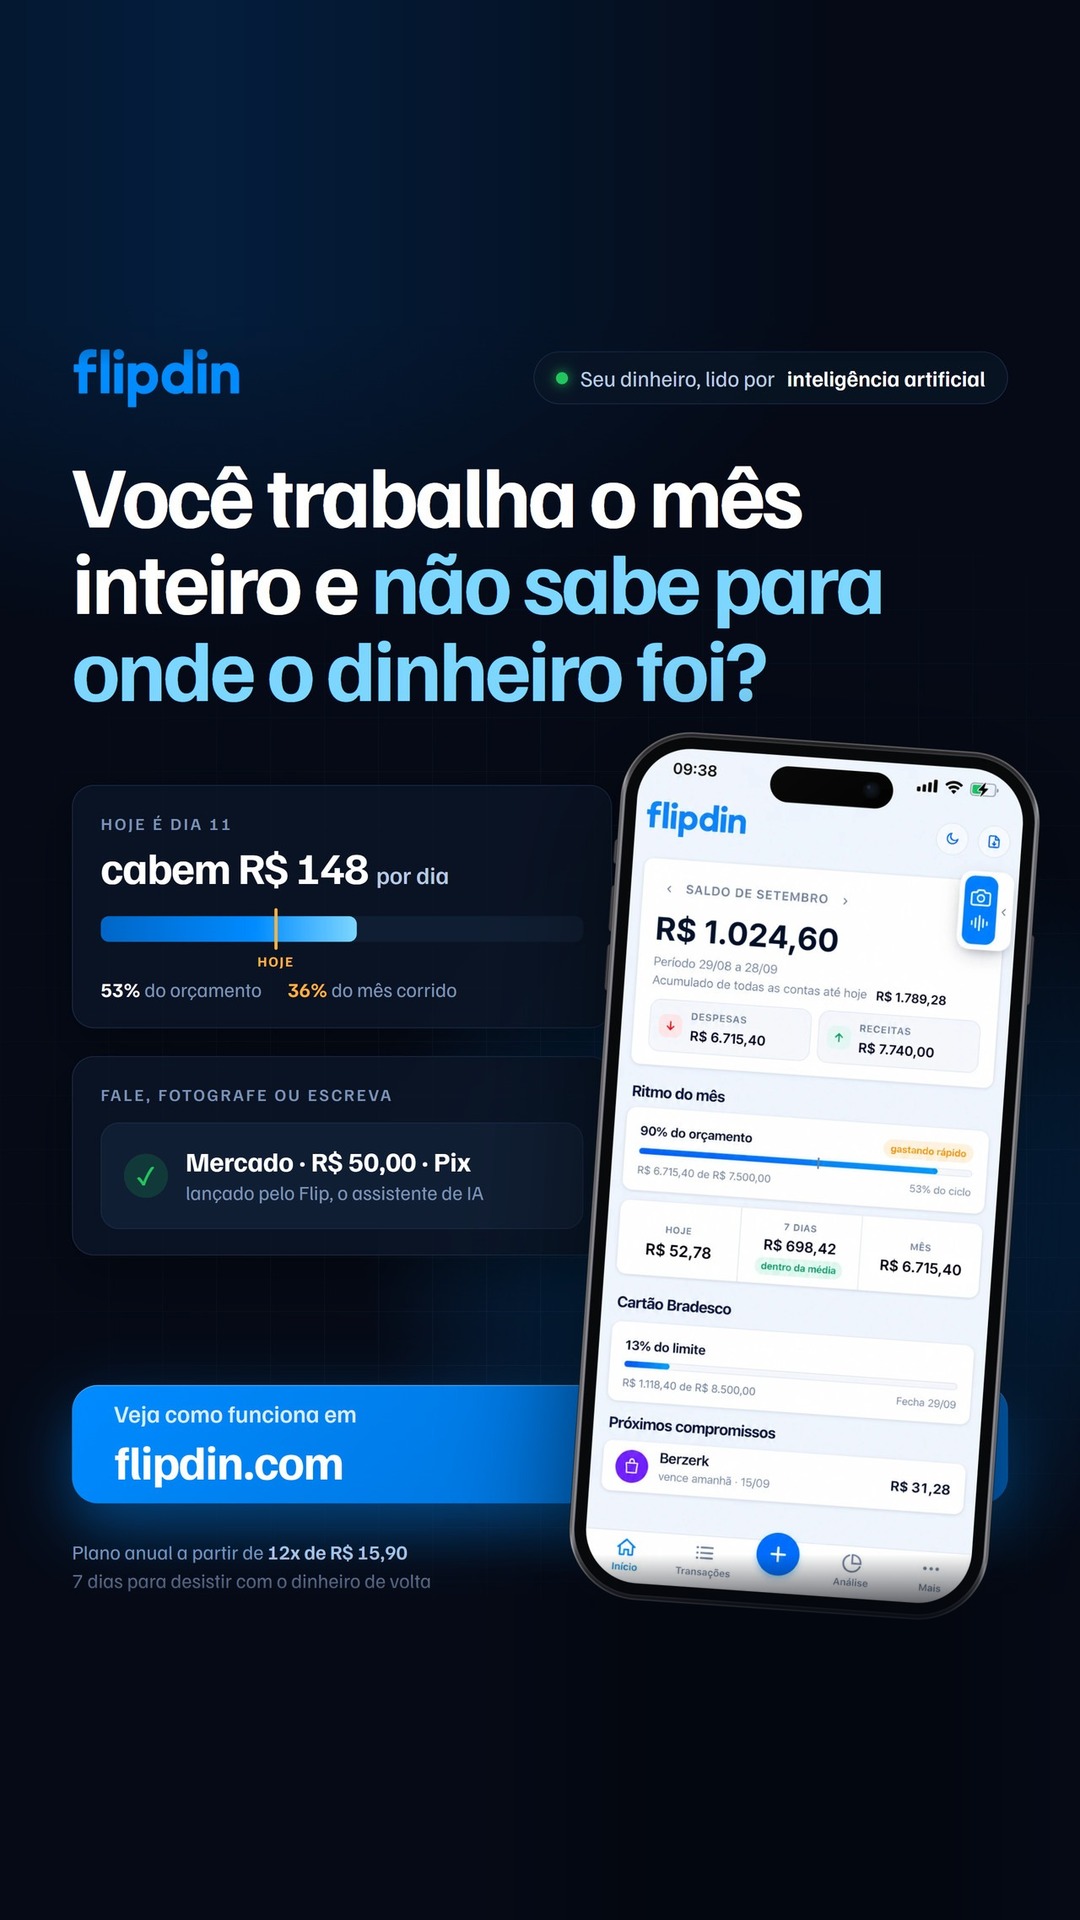 flipdin
Seu dinheiro, lido por inteligência artificial
Você trabalha o mês
inteiro e não sabe para
onde o dinheiro foi?
HOJE É DIA 11
cabem R$ 148 por dia
HOJE
53% do orçamento 36% do mês corrido
FALE, FOTOGRAFE OU ESCREVA
✓ Mercado · R$ 50,00 · Pix
lançado pelo Flip, o assistente de IA
Veja como funciona em
flipdin.com
Plano anual a partir de 12x de R$ 15,90
7 dias para desistir com o dinheiro de volta
09:38
flipdin
‹ SALDO DE SETEMBRO ›
R$ 1.024,60
Período 29/08 a 28/09
Acumulado de todas as contas até hoje R$ 1.789,28
DESPESAS
R$ 6.715,40
RECEITAS
R$ 7.740,00
Ritmo do mês
90% do orçamento
gastando rápido
R$ 6.715,40 de R$ 7.500,00
53% do ciclo
HOJE
R$ 52,78
7 DIAS
R$ 698,42
dentro da média
MÊS
R$ 6.715,40
Cartão Bradesco
13% do limite
R$ 1.118,40 de R$ 8.500,00
Fecha 29/09
Próximos compromissos
Berzerk
vence amanhã · 15/09
R$ 31,28
Início
Transações
+
Análise
Mais